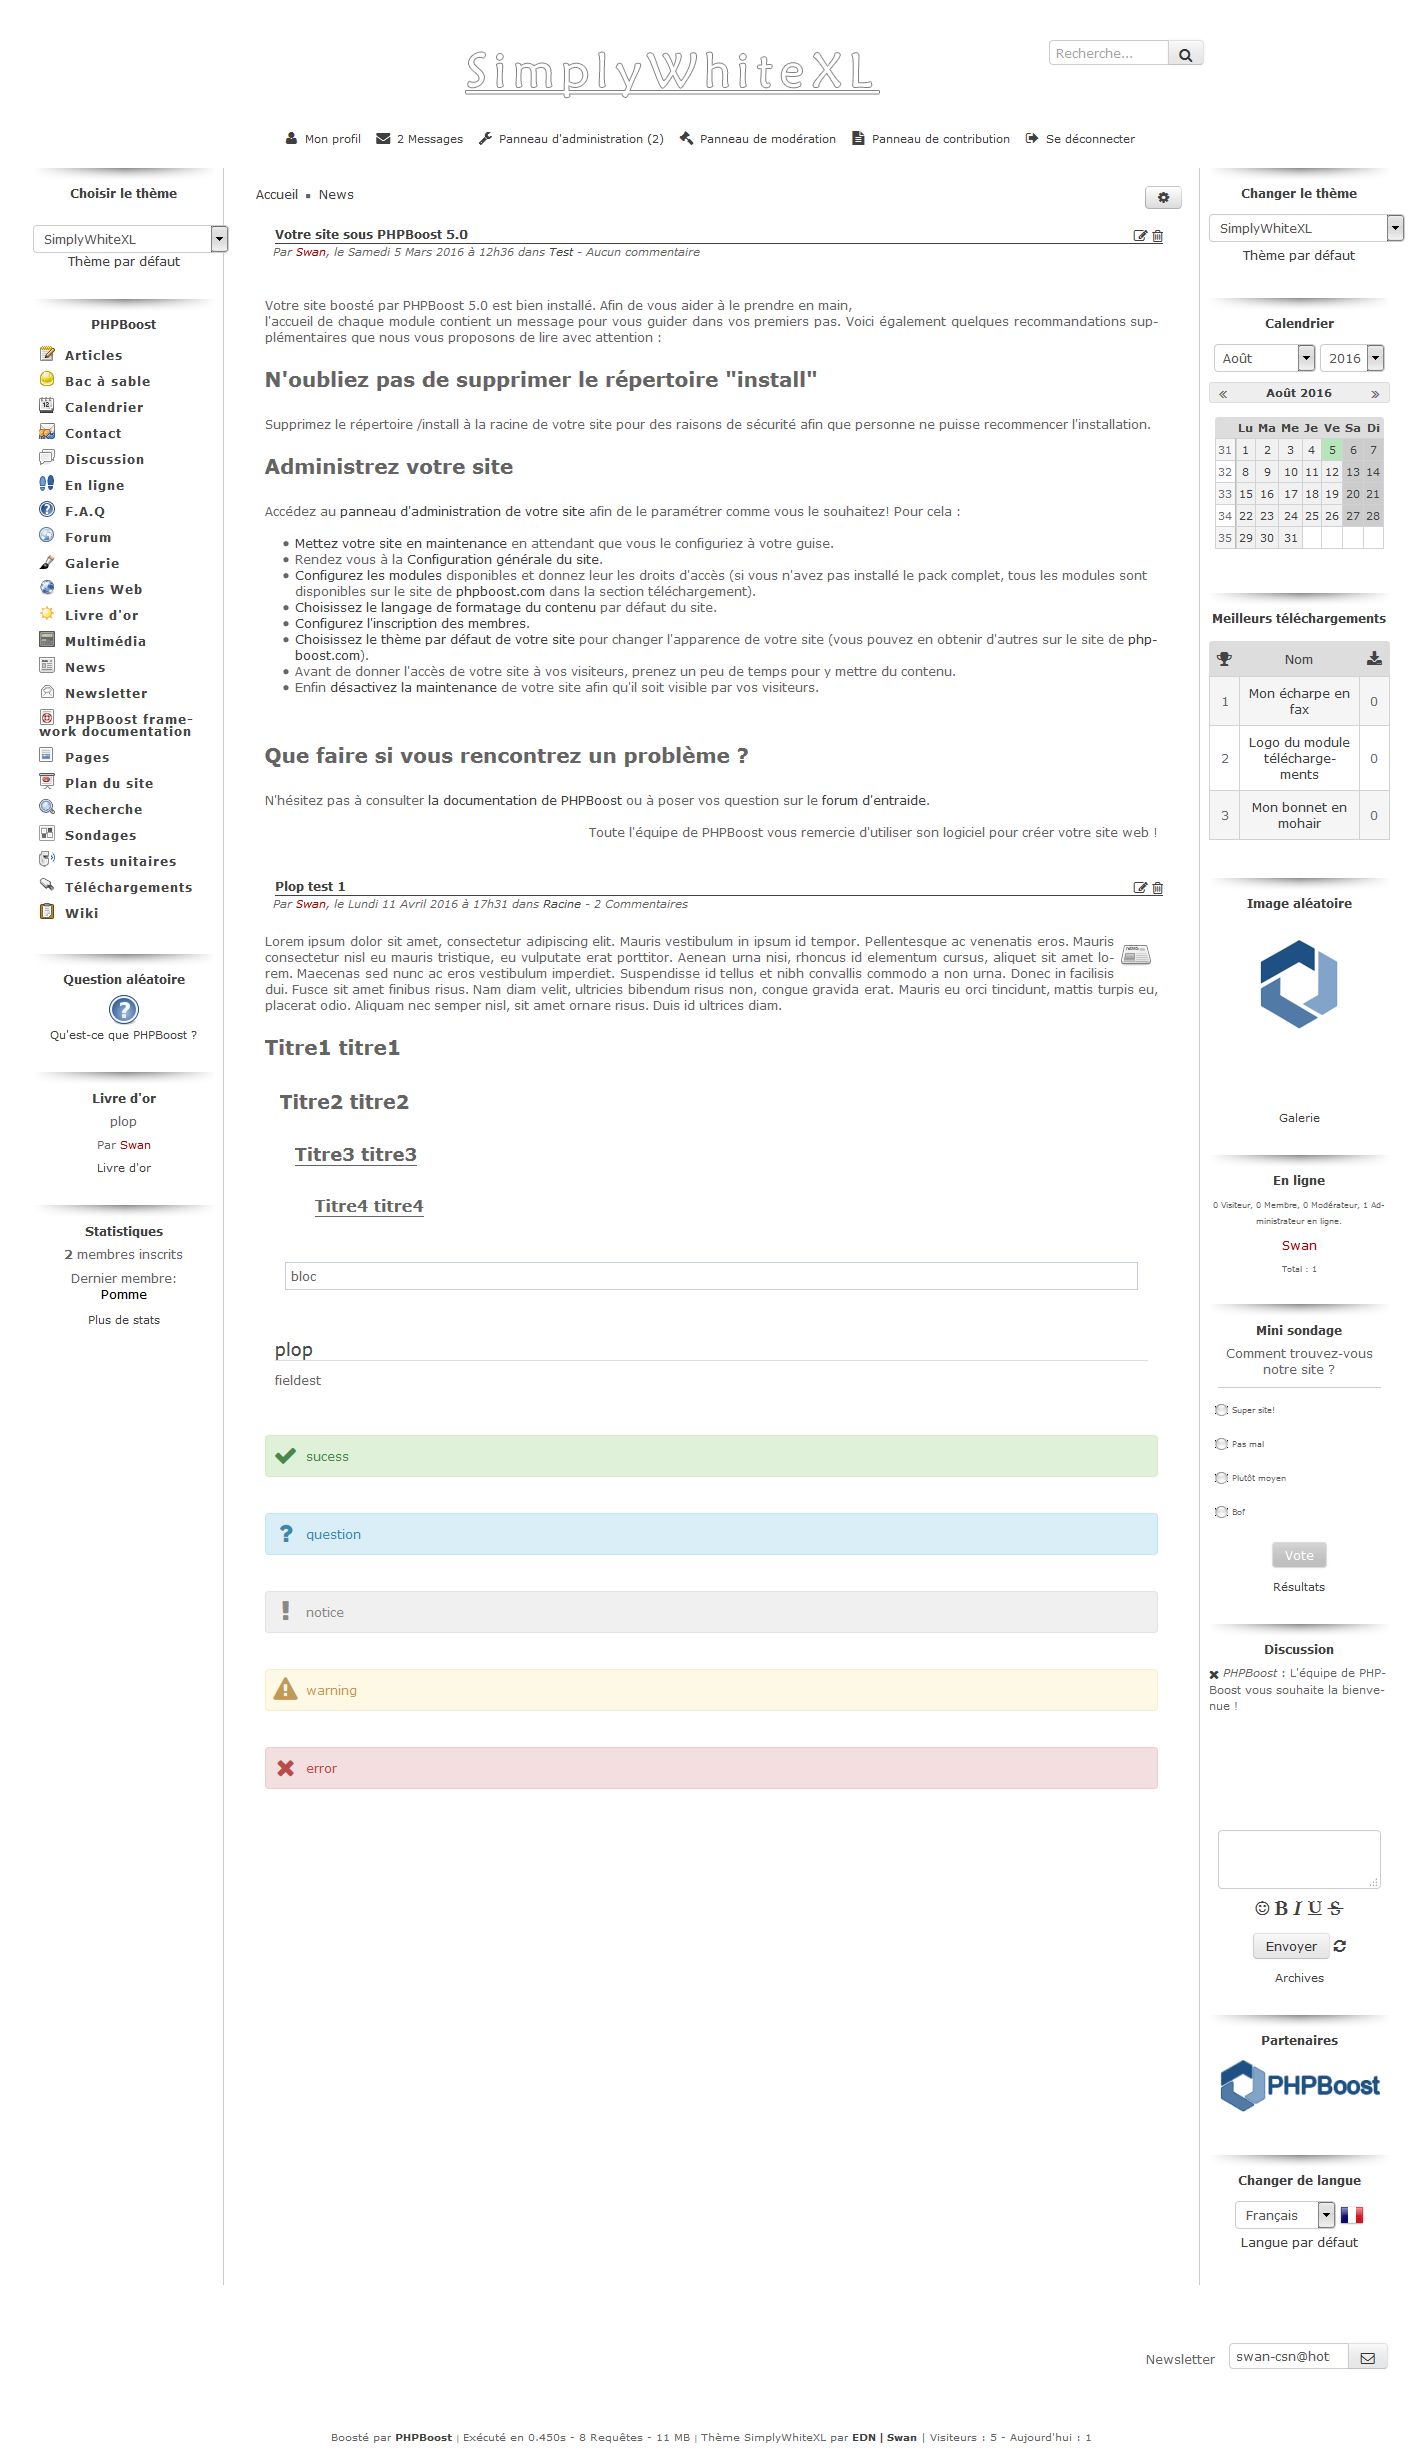 SimplyWhiteXL
Recherche...
Mon profil 2 Messages Panneau d'administration (2) Panneau de modération Panneau de contribution Se déconnecter
Choisir le thème
SimplyWhiteXL
Thème par défaut
PHPBoost
Articles
Bac à sable
Calendrier
Contact
Discussion
En ligne
F.A.Q
Forum
Galerie
Liens Web
Livre d'or
Multimédia
News
Newsletter
PHPBoost frame-
work documentation
Pages
Plan du site
Recherche
Sondages
Tests unitaires
Téléchargements
Wiki
Question aléatoire
Qu'est-ce que PHPBoost ?
Livre d'or
plop
Par Swan
Livre d'or
Statistiques
2 membres inscrits
Dernier membre:
Pomme
Plus de stats
Accueil News
Votre site sous PHPBoost 5.0
Par Swan, le Samedi 5 Mars 2016 à 12h36 dans Test - Aucun commentaire
Votre site boosté par PHPBoost 5.0 est bien installé. Afin de vous aider à le prendre en main,
l'accueil de chaque module contient un message pour vous guider dans vos premiers pas. Voici également quelques recommandations sup-
plémentaires que nous vous proposons de lire avec attention :
N'oubliez pas de supprimer le répertoire "install"
Supprimez le répertoire /install à la racine de votre site pour des raisons de sécurité afin que personne ne puisse recommencer l'installation.
Administrez votre site
Accédez au panneau d'administration de votre site afin de le paramétrer comme vous le souhaitez! Pour cela :
Mettez votre site en maintenance en attendant que vous le configuriez à votre guise.
Rendez vous à la Configuration générale du site.
Configurez les modules disponibles et donnez leur les droits d'accès (si vous n'avez pas installé le pack complet, tous les modules sont
disponibles sur le site de phpboost.com dans la section téléchargement).
Choisissez le langage de formatage du contenu par défaut du site.
Configurez l'inscription des membres.
Choisissez le thème par défaut de votre site pour changer l'apparence de votre site (vous pouvez en obtenir d'autres sur le site de php-
boost.com).
Avant de donner l'accès de votre site à vos visiteurs, prenez un peu de temps pour y mettre du contenu.
Enfin désactivez la maintenance de votre site afin qu'il soit visible par vos visiteurs.
Que faire si vous rencontrez un problème ?
N'hésitez pas à consulter la documentation de PHPBoost ou à poser vos question sur le forum d'entraide.
Toute l'équipe de PHPBoost vous remercie d'utiliser son logiciel pour créer votre site web !
Plop test 1
Par Swan, le Lundi 11 Avril 2016 à 17h31 dans Racine - 2 Commentaires
Lorem ipsum dolor sit amet, consectetur adipiscing elit. Mauris vestibulum in ipsum id tempor. Pellentesque ac venenatis eros. Mauris
consectetur nisl eu mauris tristique, eu vulputate erat porttitor. Aenean urna nisi, rhoncus id elementum cursus, aliquet sit amet lo-
rem. Maecenas sed nunc ac eros vestibulum imperdiet. Suspendisse id tellus et nibh convallis commodo a non urna. Donec in facilisis
dui. Fusce sit amet finibus risus. Nam diam velit, ultricies bibendum risus non, congue gravida erat. Mauris eu orci tincidunt, mattis turpis eu,
placerat odio. Aliquam nec semper nisl, sit amet ornare risus. Duis id ultrices diam.
Titre1 titre1
Titre2 titre2
Titre3 titre3
Titre4 titre4
bloc
plop
fieldest
sucess
question
notice
warning
error
Changer le thème
SimplyWhiteXL
Thème par défaut
Calendrier
Août 2016
« Août 2016 »
Lu Ma Me Je Ve Sa Di
31 1 2 3 4 5 6 7
32 8 9 10 11 12 13 14
33 15 16 17 18 19 20 21
34 22 23 24 25 26 27 28
35 29 30 31
Meilleurs téléchargements
Nom
1 Mon écharpe en 0
fax
Logo du module
2 télécharge- 0
ments
3 Mon bonnet en 0
mohair
Image aléatoire
Galerie
En ligne
0 Visiteur, 0 Membre, 0 Modérateur, 1 Ad-
ministrateur en ligne.
Swan
Total : 1
Mini sondage
Comment trouvez-vous
notre site ?
Super site!
Pas mal
Plutôt moyen
Bof
Vote
Résultats
Discussion
PHPBoost : L'équipe de PHP-
Boost vous souhaite la bienve-
nue !
B I U S
Envoyer
Archives
Partenaires
PHPBoost
Changer de langue
Français
Langue par défaut
Newsletter swan-csn@hot
Boosté par PHPBoost | Exécuté en 0.450s - 8 Requêtes - 11 MB | Thème SimplyWhiteXL par EDN | Swan | Visiteurs : 5 - Aujourd'hui : 1